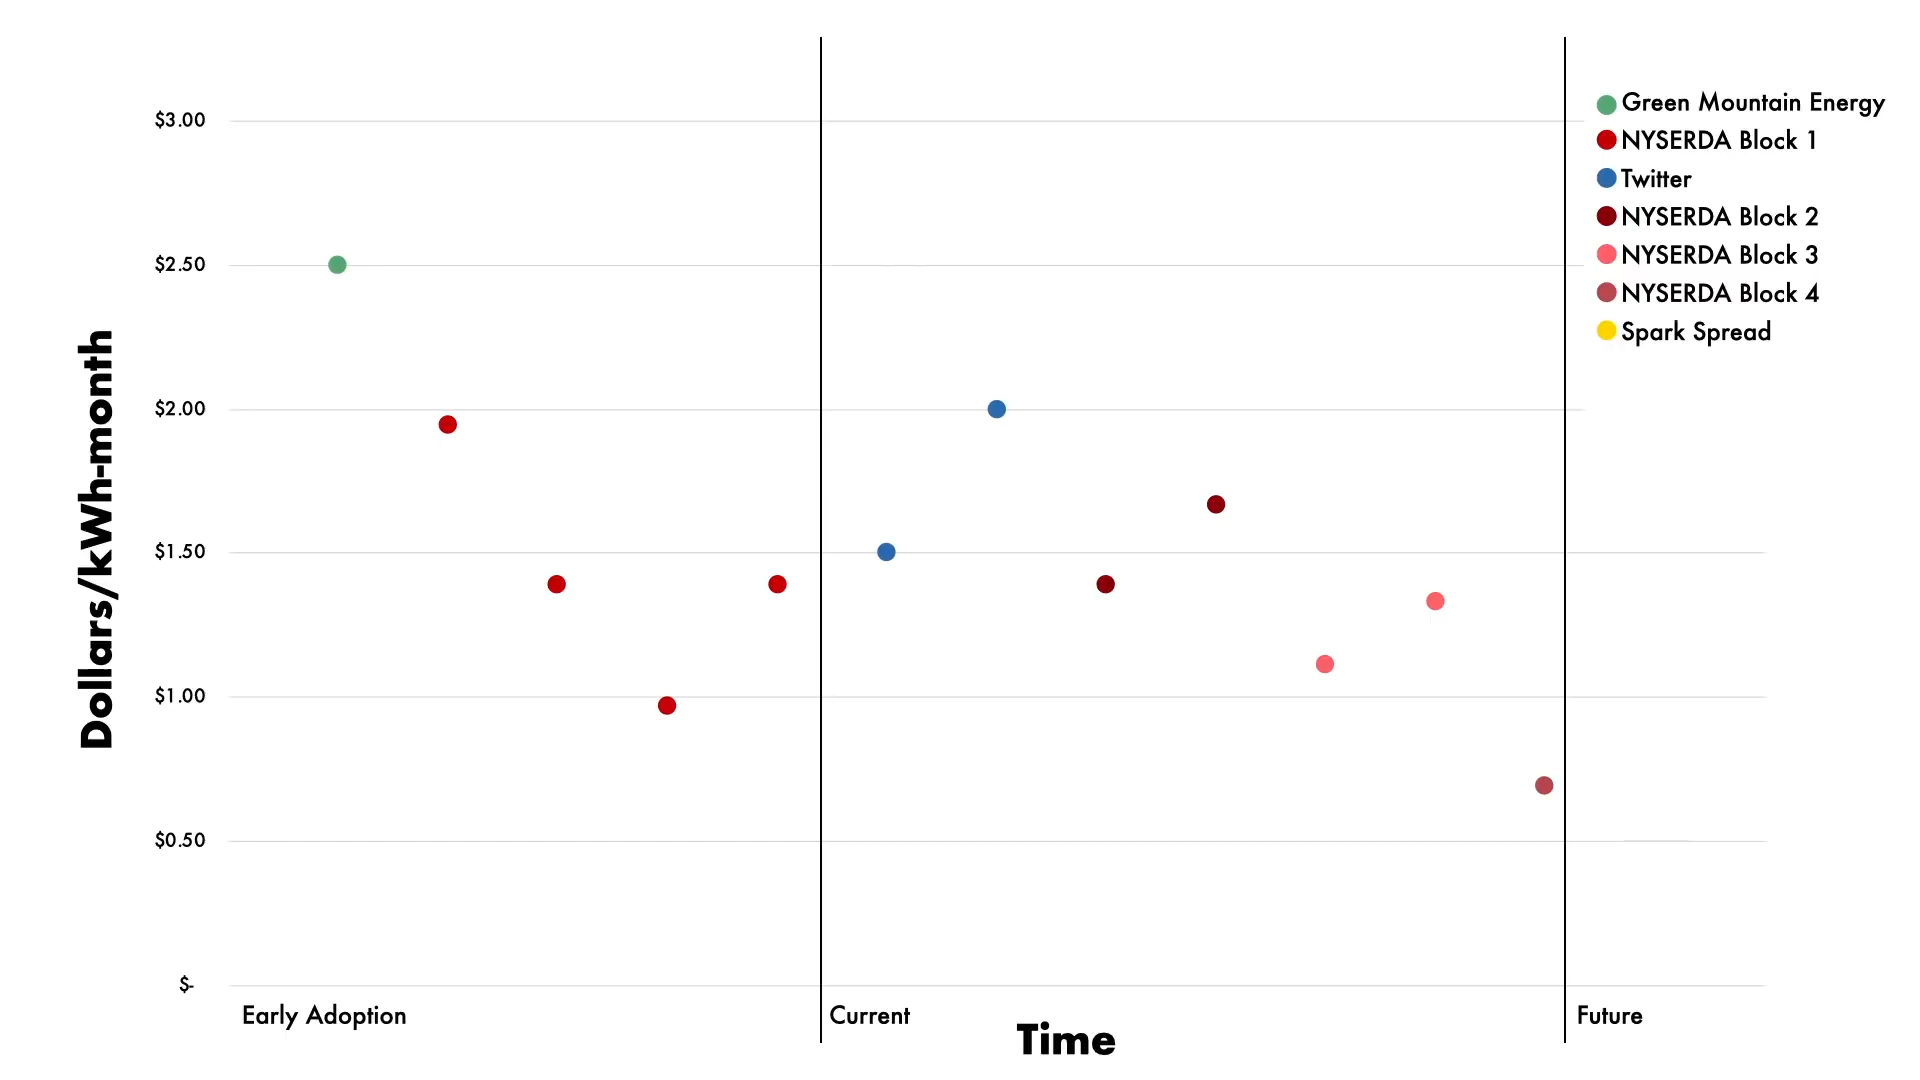 $3.00
$2.50
$2.00
$1.50
$1.00
$0.50
$-
Dollars/kWh-month
Early Adoption
Current
Future
Time
Green Mountain Energy
NYSERDA Block 1
Twitter
NYSERDA Block 2
NYSERDA Block 3
NYSERDA Block 4
Spark Spread